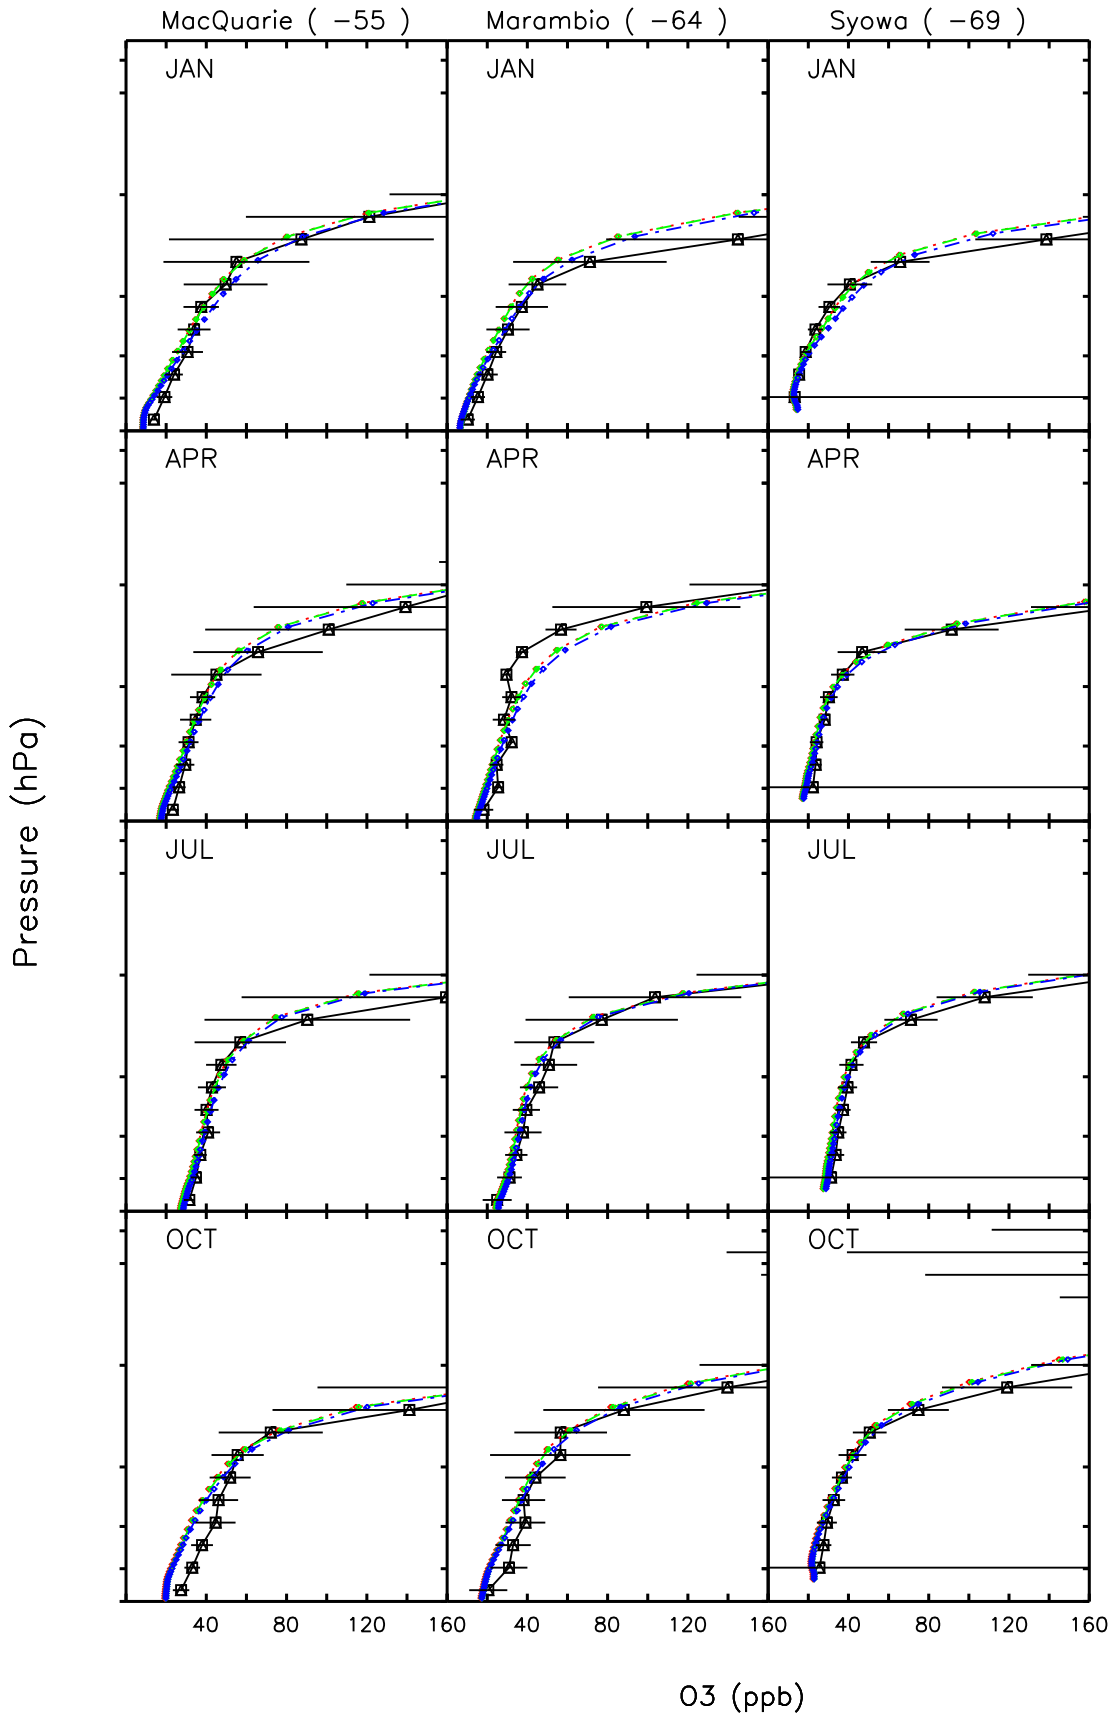 MacQuarie ( -55 ) Marambio ( -64 ) Syowa ( -69 )
JAN JAN JAN
APR APR APR
Pressure (hPa)
JUL JUL JUL
OCT OCT OCT
40 80 120 160 40 80 120 160 40 80 120 160
O3 (ppb)